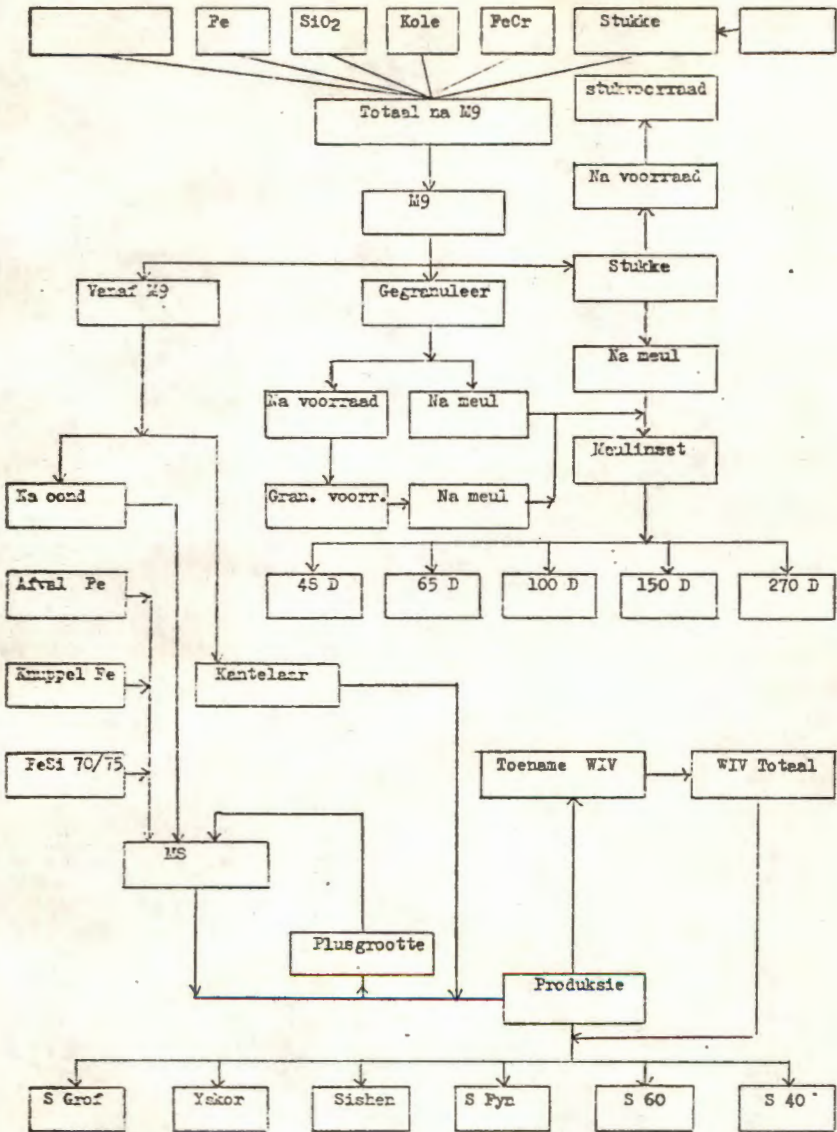 Fe
SiO2
Kole
FeCr
Stukke
stukvoorraad
Totaal na M9
Na voorraad
M9
Vanaf M9
Gegranuleer
Stukke
Na meul
Na voorraad
Na meul
Meulinset
Na oond
Gran. voorr.
Na meul
Afval Fe
48 D
65 D
100 D
150 D
270 D
Knuppel Fe
Kantelaar
FeSi 70/75
Toename WIV
WIV Totaal
MS
Plusgrootte
Produksie
S Grof
Yskor
Sishen
S Fyn
S 60
S 40